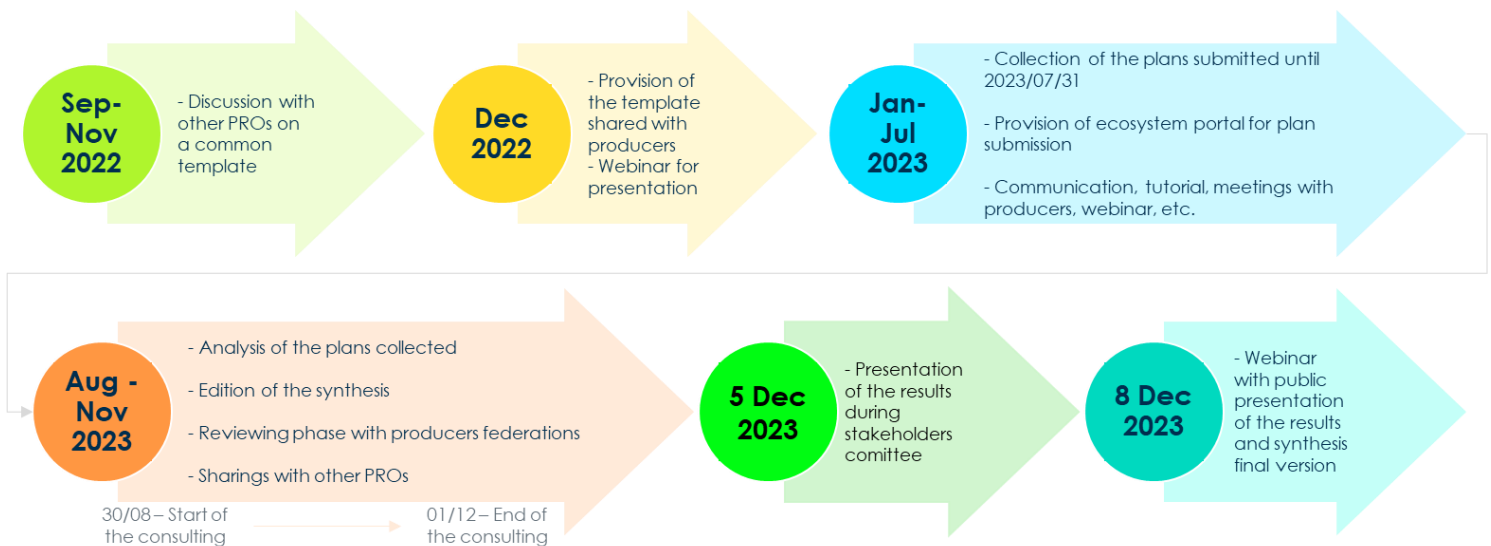 Sep-
Nov
2022
- Discussion with
other PROs on
a common
template
Dec
2022
- Provision of
the template
shared with
producers
- Webinar for
presentation
Jan-
Jul
2023
- Collection of the plans submitted until
2023/07/31
- Provision of ecosystem portal for plan
submission
- Communication, tutorial, meetings with
producers, webinar, etc.
Aug -
Nov
2023
- Analysis of the plans collected
- Edition of the synthesis
- Reviewing phase with producers federations
- Sharings with other PROs
30/08 – Start of
the consulting
01/12 – End of
the consulting
5 Dec
2023
- Presentation
of the results
during
stakeholders
comittee
8 Dec
2023
- Webinar
with public
presentation
of the results
and synthesis
final version